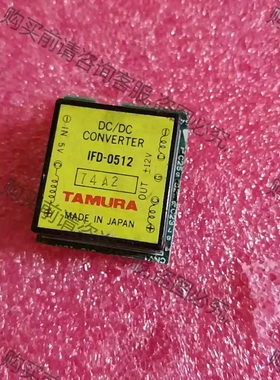 DC/DC
CONVERTER
IFD-0512
74A2
TAMURA
MADE IN JAPAN
⊖IN 5V⊕
OUT ±12V
购买前请咨询客服